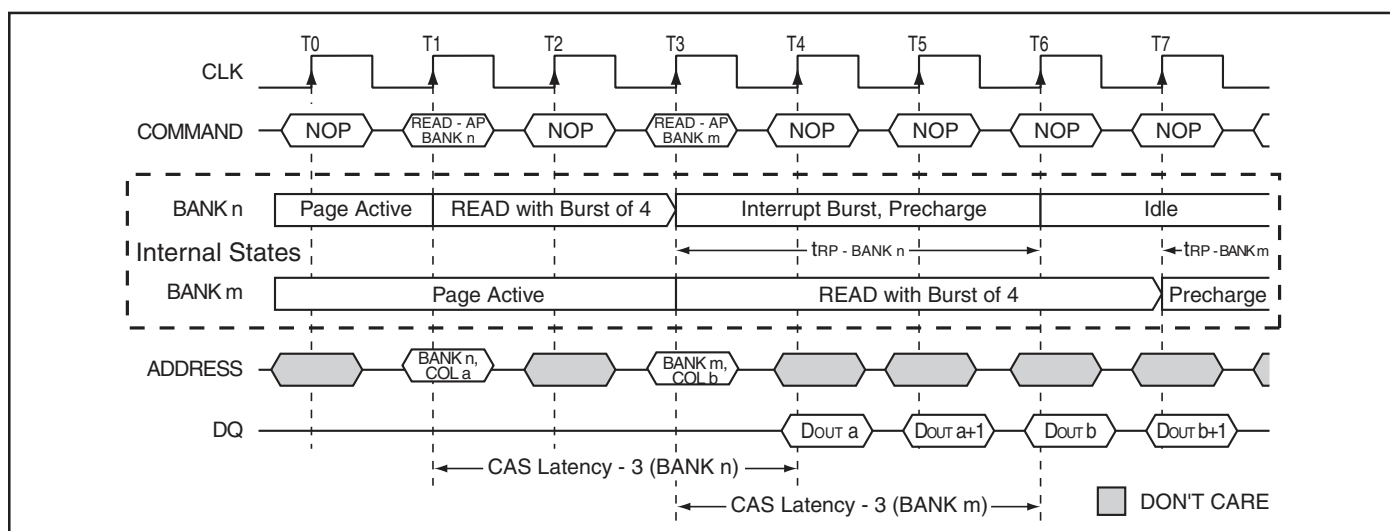 T0 T1 T2 T3 T4 T5 T6 T7
CLK
COMMAND NOP READ - AP BANK n NOP READ - AP BANK m NOP NOP NOP NOP
BANK n Page Active READ with Burst of 4 Interrupt Burst, Precharge Idle
Internal States tRP - BANK n tRP - BANK m
BANK m Page Active READ with Burst of 4 Precharge
ADDRESS BANK n, COL a BANK m, COL b
DQ DOUT a DOUT a+1 DOUT b DOUT b+1
CAS Latency - 3 (BANK n)
CAS Latency - 3 (BANK m) DON'T CARE